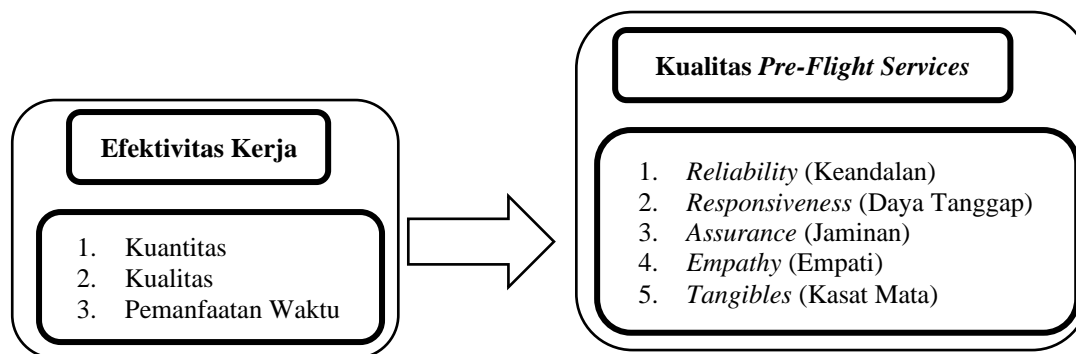 Efektivitas Kerja
1. Kuantitas
2. Kualitas
3. Pemanfaatan Waktu
Kualitas Pre-Flight Services
1. Reliability (Keandalan)
2. Responsiveness (Daya Tanggap)
3. Assurance (Jaminan)
4. Empathy (Empati)
5. Tangibles (Kasat Mata)